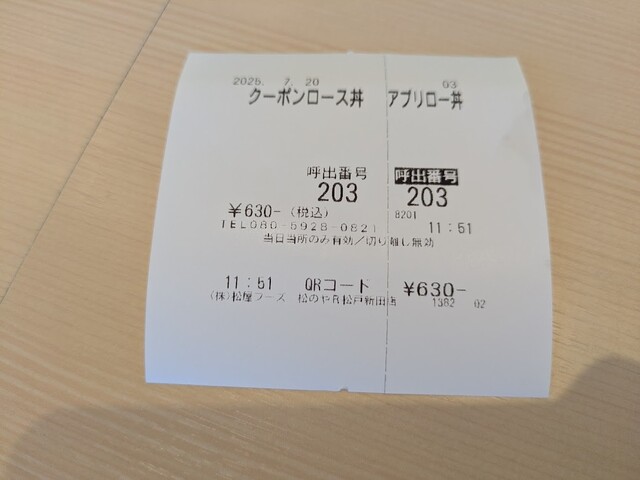 2025. 7. 20 03
クーポンロース丼 アプリロー丼
呼出番号 呼出番号
203 203
¥630-(税込) 8201 11:51
TEL080-5928-0821
当日当所のみ有効/切り離し無効
11:51 QRコード ¥630-
(株)松屋フーズ 松のやR松戸新田店 1382 02